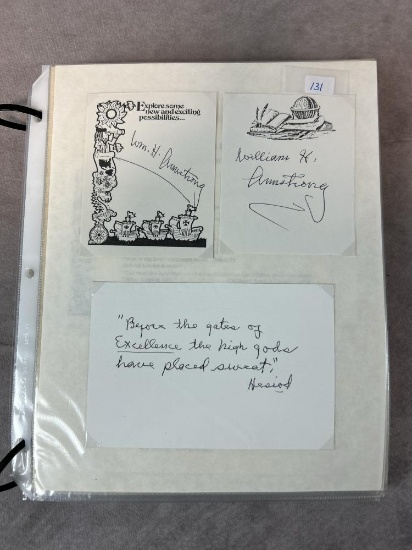 131
Explore some
new and exciting
possibilities...
Wm. H. Armstrong
William H.
Armstrong
"Before the gates of
Excellence the high gods
have placed sweat,"
Hesiod